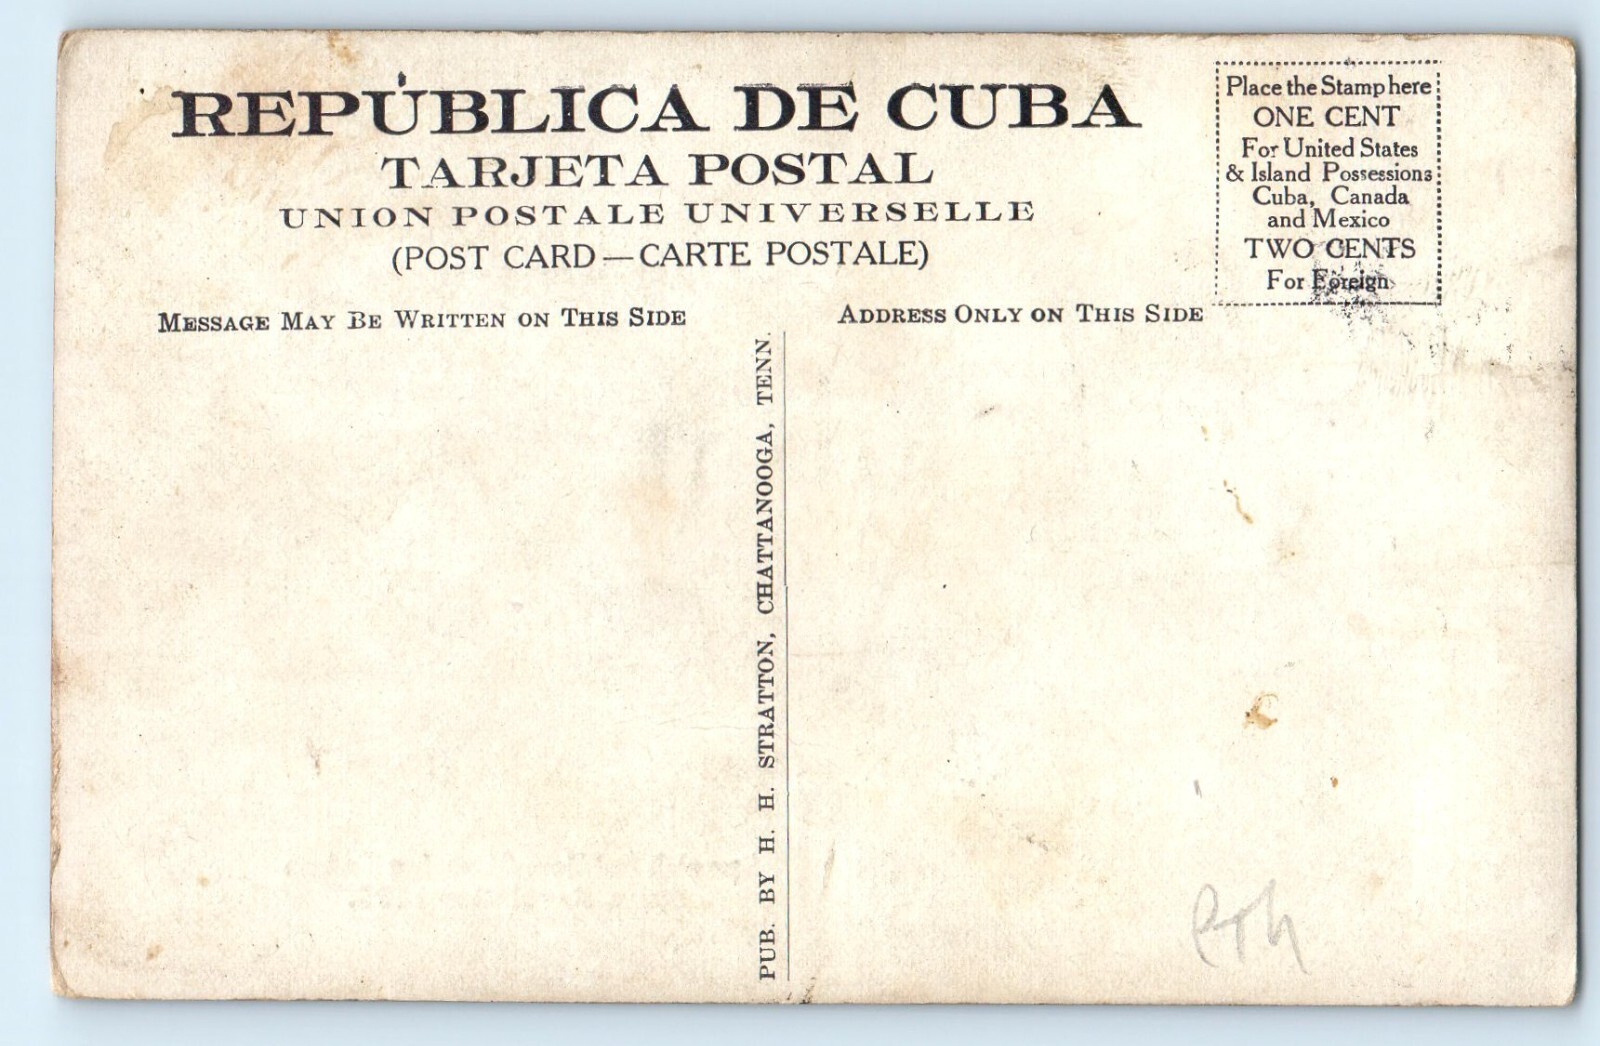 REPÚBLICA DE CUBA
TARJETA POSTAL
UNION POSTALE UNIVERSELLE
(POST CARD—CARTE POSTALE)
Place the Stamp here
ONE CENT
For United States
& Island Possessions
Cuba, Canada
and Mexico
TWO CENTS
For Foreign
MESSAGE MAY BE WRITTEN ON THIS SIDE
ADDRESS ONLY ON THIS SIDE
PUB. BY H. H. STRATTON, CHATTANOOGA, TENN.